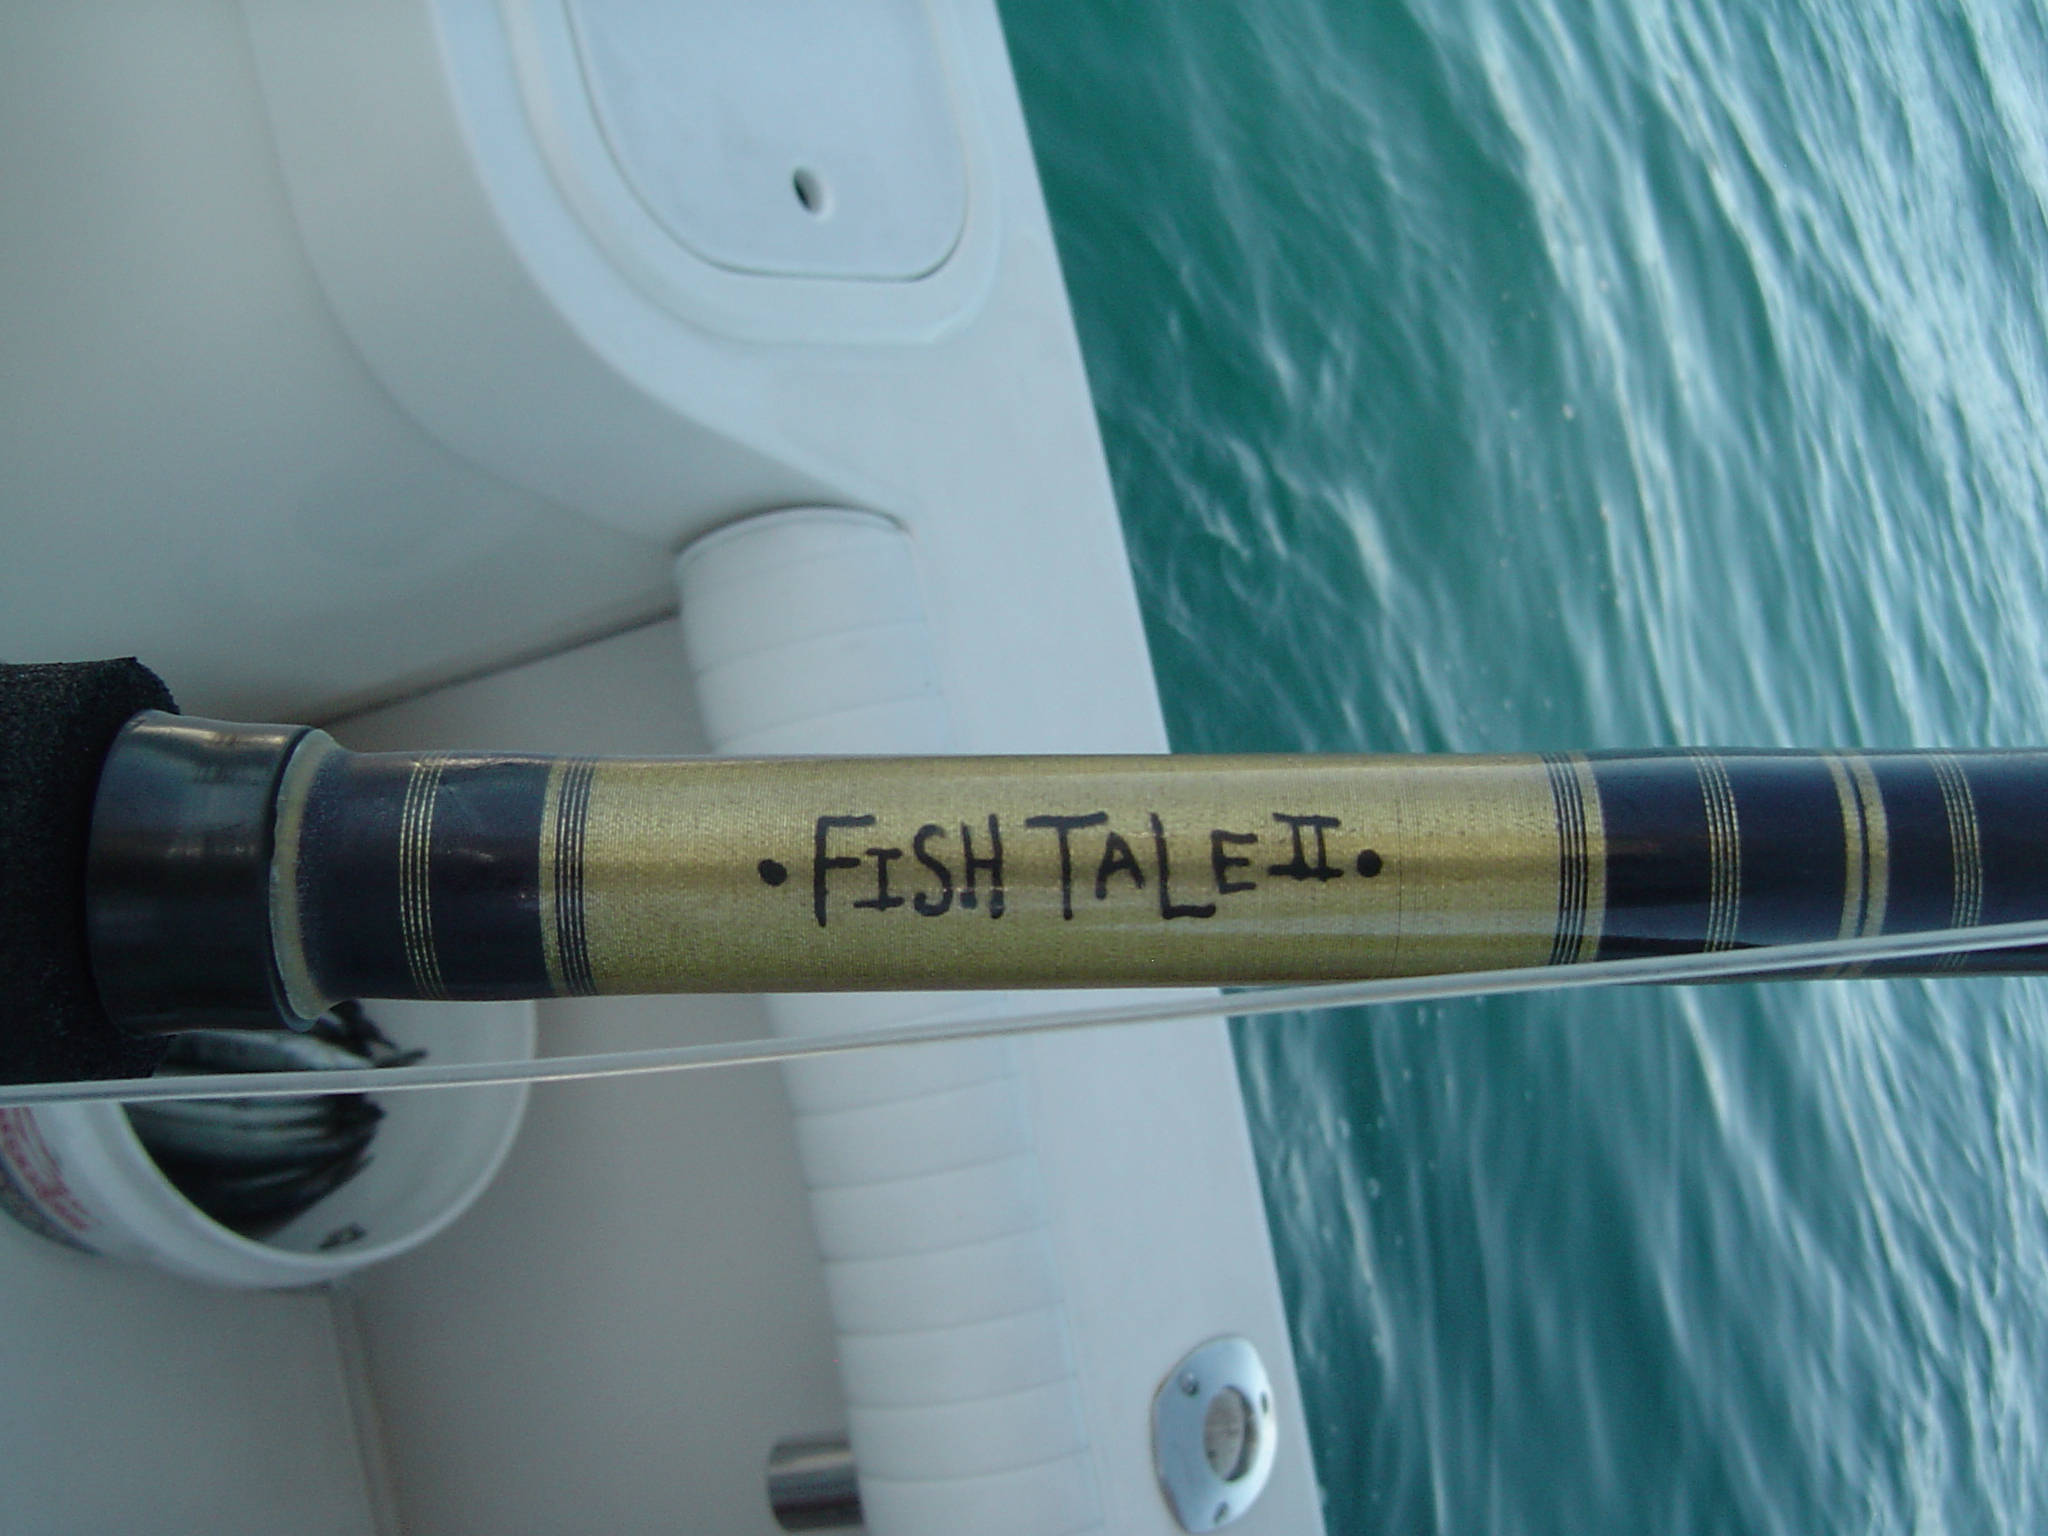 • FISH TALE II •